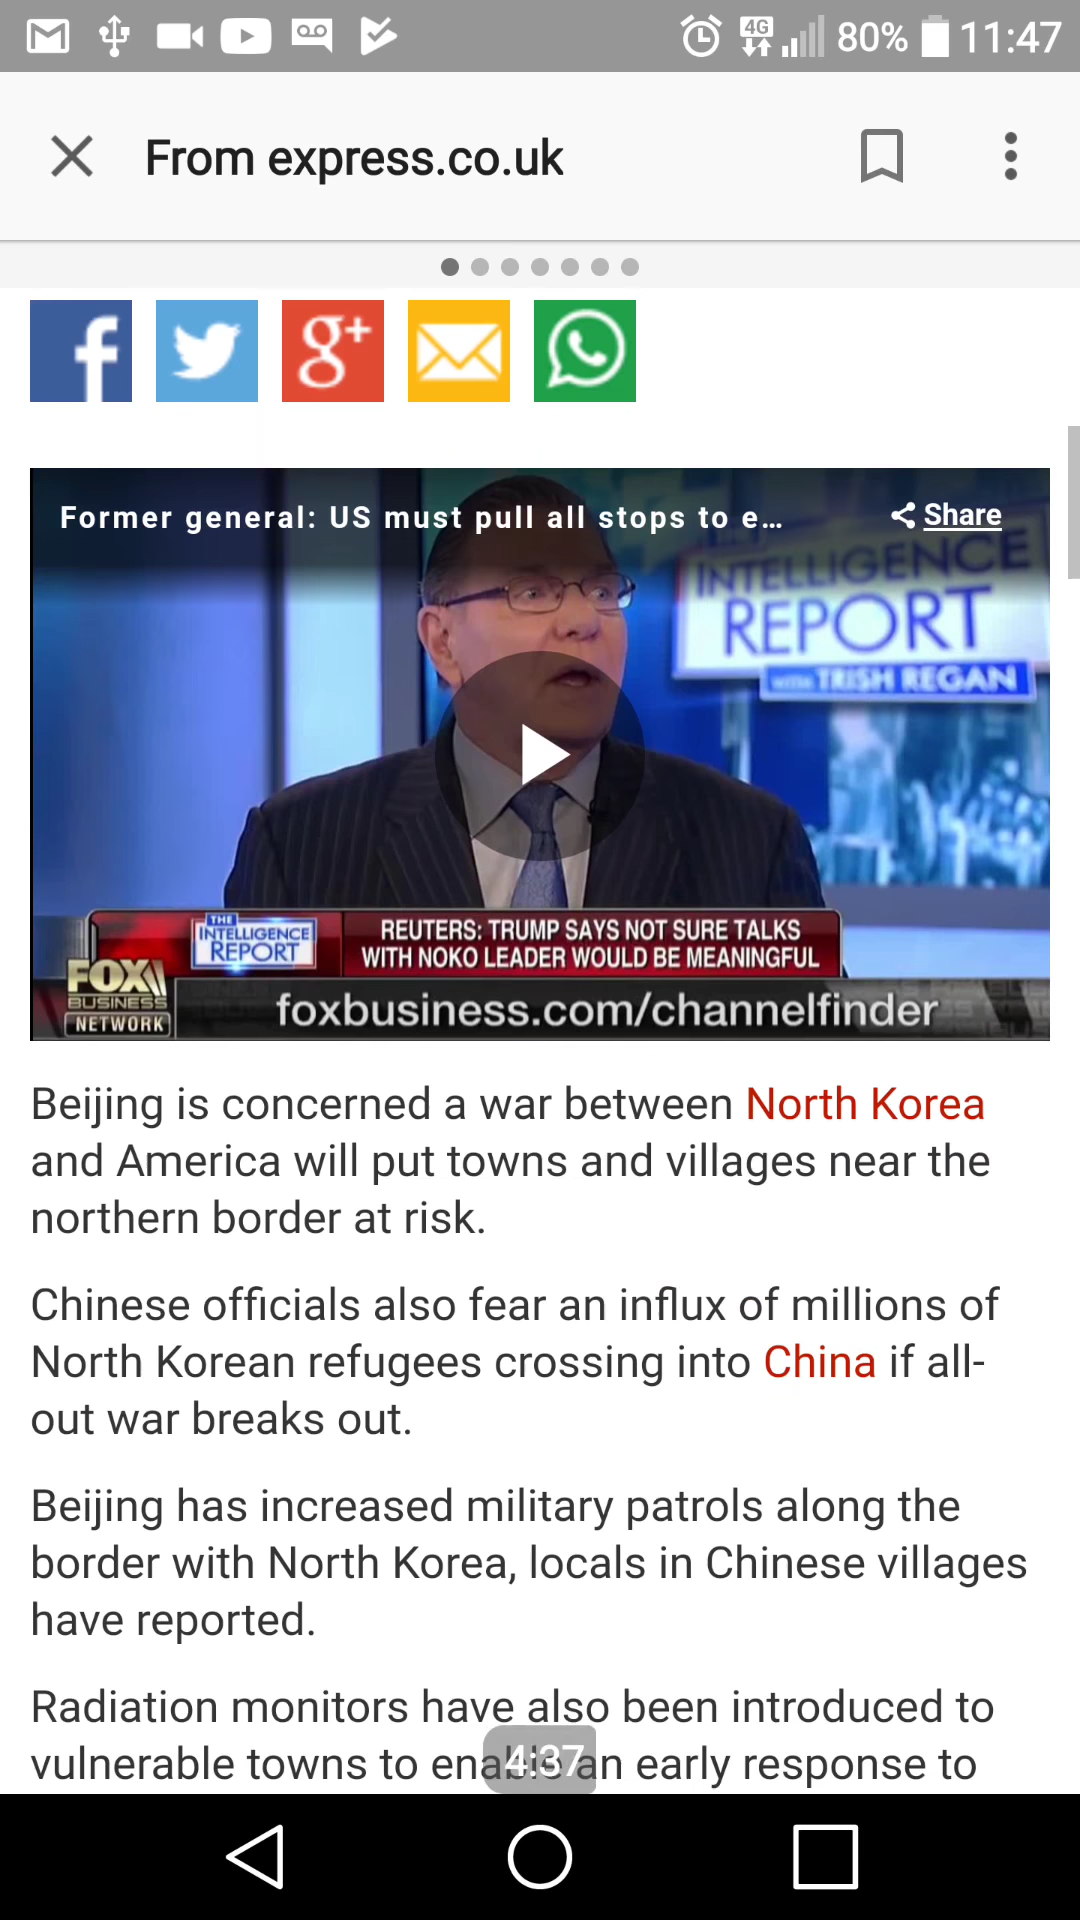 80% 11:47
4G
From express.co.uk
f
g+
Former general: US must pull all stops to e...
Share
INTELLIGENCE
REPORT
with TRISH REGAN
THE
INTELLIGENCE
REPORT
REUTERS: TRUMP SAYS NOT SURE TALKS
WITH NOKO LEADER WOULD BE MEANINGFUL
FOX
BUSINESS
NETWORK
foxbusiness.com/channelfinder
Beijing is concerned a war between North Korea
and America will put towns and villages near the
northern border at risk.
Chinese officials also fear an influx of millions of
North Korean refugees crossing into China if all-
out war breaks out.
Beijing has increased military patrols along the
border with North Korea, locals in Chinese villages
have reported.
Radiation monitors have also been introduced to
vulnerable towns to enable an early response to
4:37